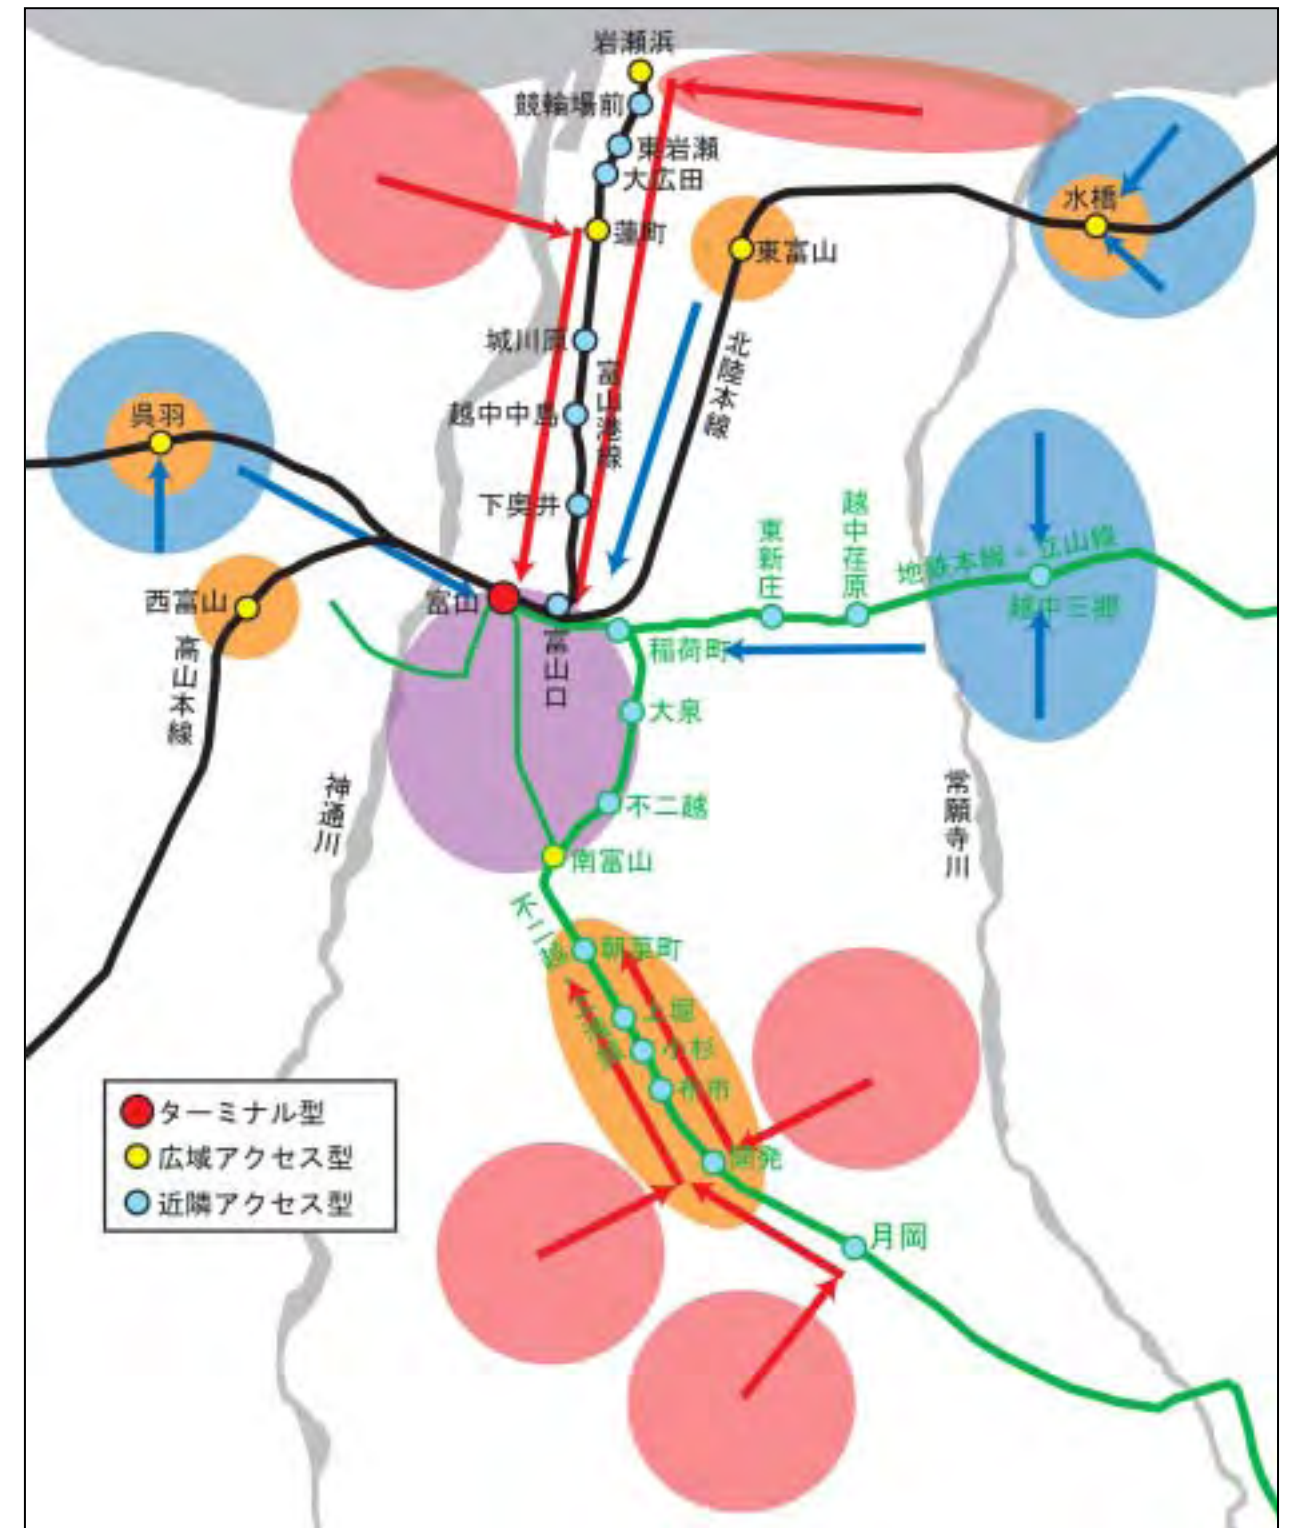 岩瀬浜
競輪場前
東岩瀬
大広田
蓮町
水橋
東富山
城川原
北陸本線
富山港線
呉羽
越中中島
下奥井
東新庄
越中荏原
地鉄本線・立山線
越中三郷
西富山
富山
富山口
稲荷町
高山本線
大泉
神通川
常願寺川
不二越
南富山
不二越
朝菜町
上堀
小杉
布市
開発
月岡
ターミナル型
広域アクセス型
近隣アクセス型